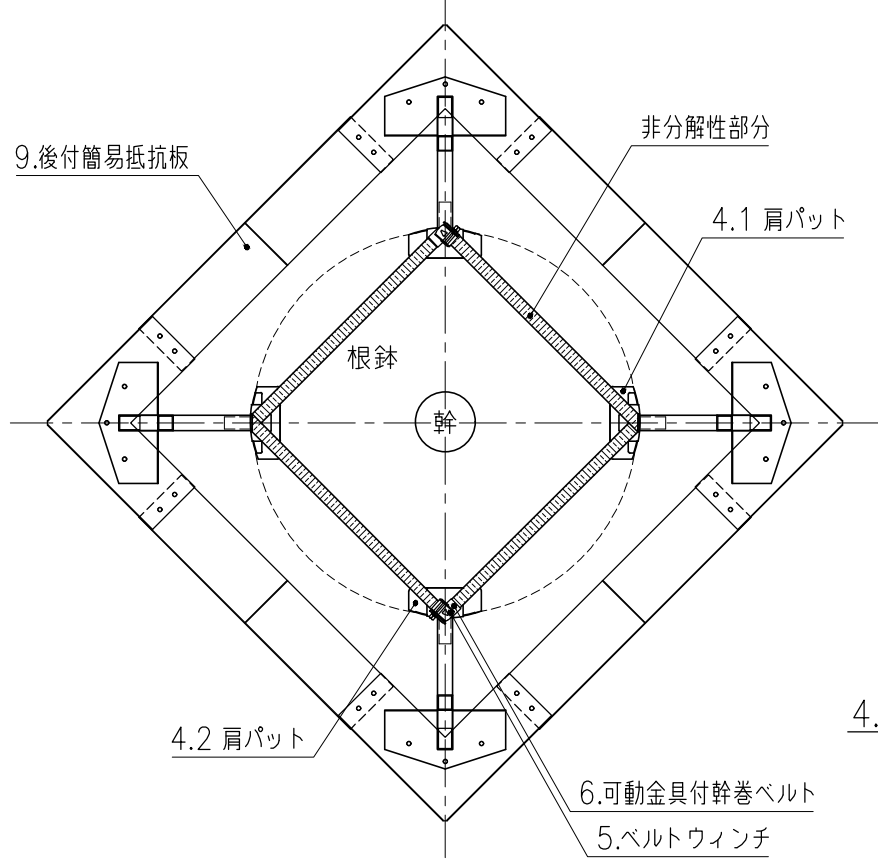 非分解性部分
9.後付簡易抵抗板
4.1 肩パット
根鉢
幹
4.2 肩パット
4.
6.可動金具付幹巻ベルト
5.ベルトウィンチ